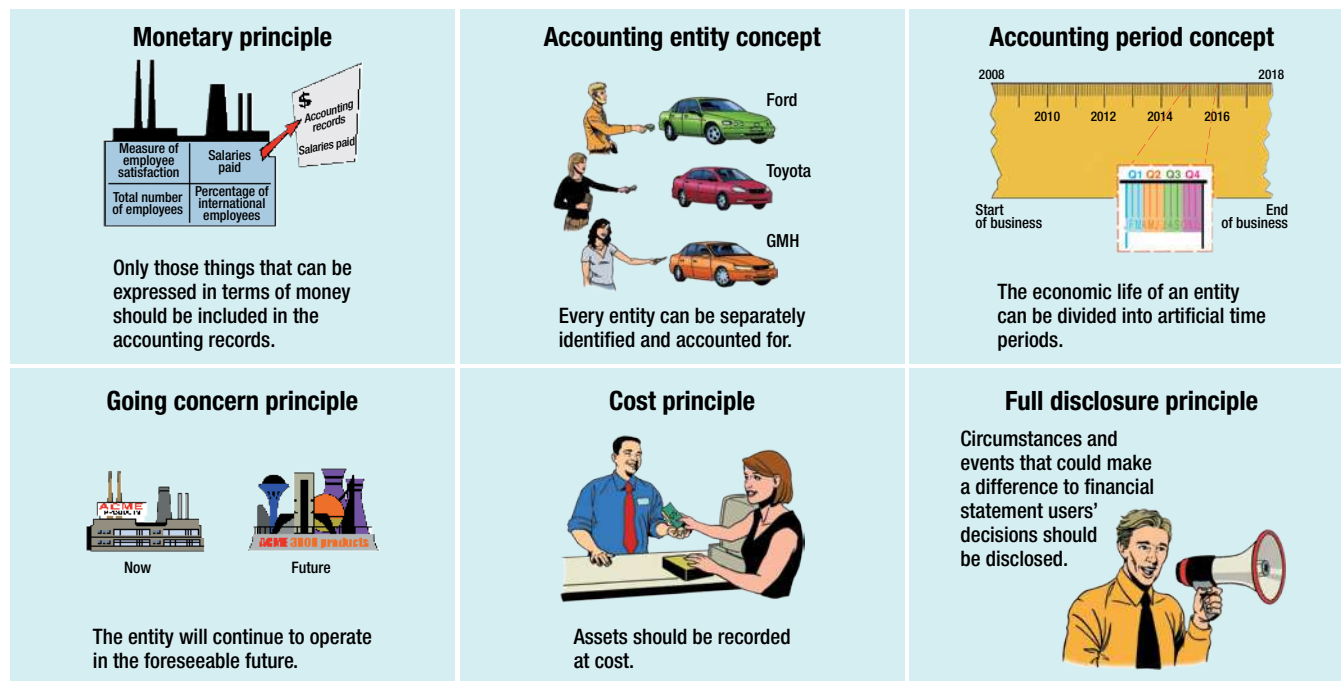 Monetary principle
$
Accounting
records
Salaries paid
Measure of
employee
satisfaction
Salaries
paid
Total number
of employees
Percentage of
international
employees
Only those things that can be
expressed in terms of money
should be included in the
accounting records.
Accounting entity concept
Ford
Toyota
GMH
Every entity can be separately
identified and accounted for.
Accounting period concept
2008
2018
2010 2012 2014 2016
Q1 Q2 Q3 Q4
Start
of business
End
of business
The economic life of an entity
can be divided into artificial time
periods.
Going concern principle
ACME
PRODUCTS
Now
ACME 3000 products
Future
The entity will continue to operate
in the foreseeable future.
Cost principle
Assets should be recorded
at cost.
Full disclosure principle
Circumstances and
events that could make
a difference to financial
statement users'
decisions should
be disclosed.